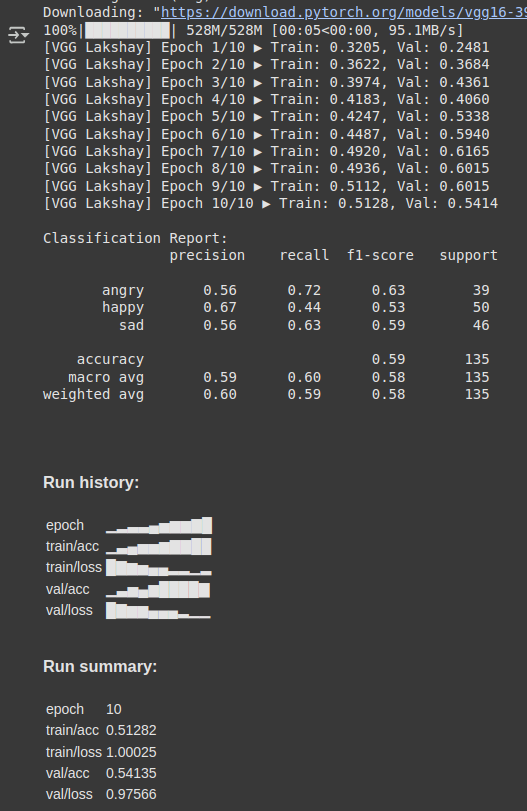 Downloading: "https://download.pytorch.org/models/vgg16-39
100%|██████████| 528M/528M [00:05<00:00, 95.1MB/s]
[VGG Lakshay] Epoch 1/10 ▶ Train: 0.3205, Val: 0.2481
[VGG Lakshay] Epoch 2/10 ▶ Train: 0.3622, Val: 0.3684
[VGG Lakshay] Epoch 3/10 ▶ Train: 0.3974, Val: 0.4361
[VGG Lakshay] Epoch 4/10 ▶ Train: 0.4183, Val: 0.4060
[VGG Lakshay] Epoch 5/10 ▶ Train: 0.4247, Val: 0.5338
[VGG Lakshay] Epoch 6/10 ▶ Train: 0.4487, Val: 0.5940
[VGG Lakshay] Epoch 7/10 ▶ Train: 0.4920, Val: 0.6165
[VGG Lakshay] Epoch 8/10 ▶ Train: 0.4936, Val: 0.6015
[VGG Lakshay] Epoch 9/10 ▶ Train: 0.5112, Val: 0.6015
[VGG Lakshay] Epoch 10/10 ▶ Train: 0.5128, Val: 0.5414
Classification Report:
precision recall f1-score support
angry 0.56 0.72 0.63 39
happy 0.67 0.44 0.53 50
sad 0.56 0.63 0.59 46
accuracy 0.59 135
macro avg 0.59 0.60 0.58 135
weighted avg 0.60 0.59 0.58 135
Run history:
epoch
train/acc
train/loss
val/acc
val/loss
Run summary:
epoch 10
train/acc 0.51282
train/loss 1.00025
val/acc 0.54135
val/loss 0.97566